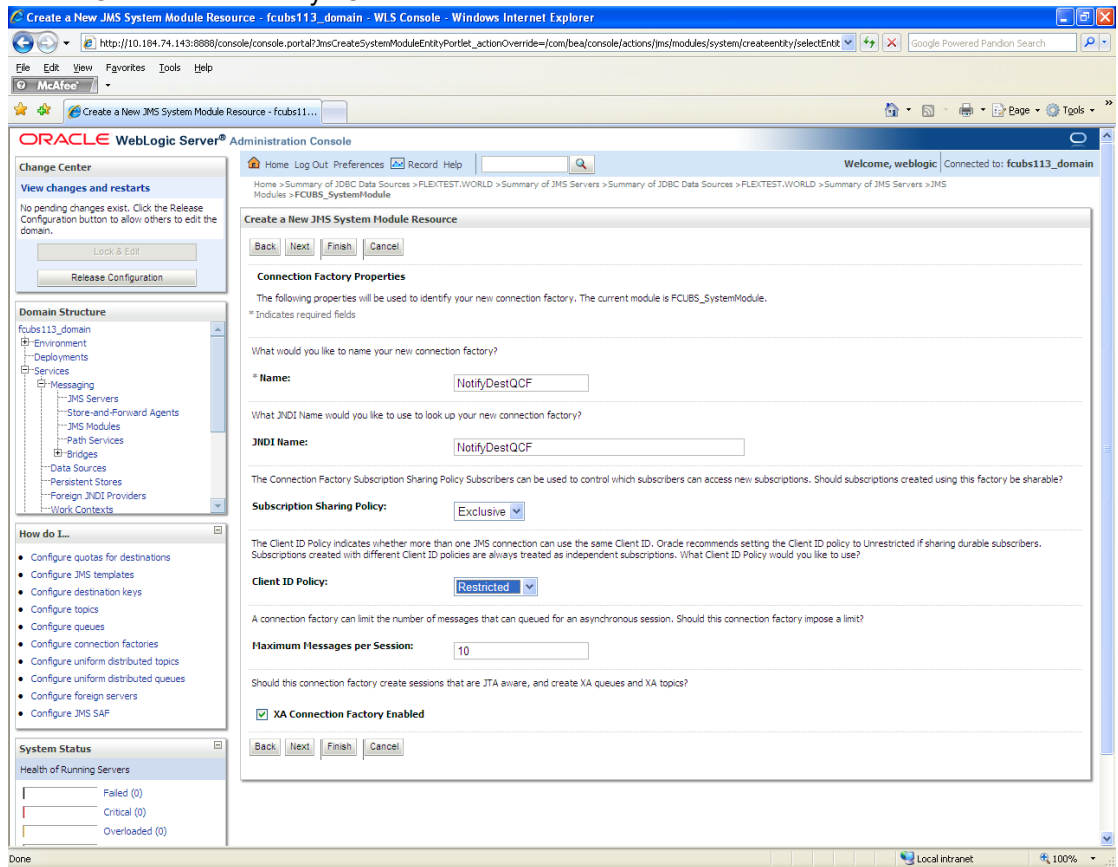 Create a New JMS System Module Resource - fcubs113_domain - WLS Console - Windows Internet Explorer
http://10.184.74.143:8888/console/console.portal?JmsCreateSystemModuleEntityPortlet_actionOverride=/com/bea/console/actions/jms/modules/system/createentity/selectEntit
Google Powered Pandion Search
File Edit View Favorites Tools Help
McAfee
Create a New JMS System Module Resource - fcubs11...
Page Tools
ORACLE WebLogic Server® Administration Console
Change Center
View changes and restarts
No pending changes exist. Click the Release
Configuration button to allow others to edit the
domain.
Lock & Edit
Release Configuration
Domain Structure
fcubs113_domain
Environment
Deployments
Services
Messaging
JMS Servers
Store-and-Forward Agents
JMS Modules
Path Services
Bridges
Data Sources
Persistent Stores
Foreign JNDI Providers
Work Contexts
How do I...
Configure quotas for destinations
Configure JMS templates
Configure destination keys
Configure topics
Configure queues
Configure connection factories
Configure uniform distributed topics
Configure uniform distributed queues
Configure foreign servers
Configure JMS SAF
System Status
Health of Running Servers
Failed (0)
Critical (0)
Overloaded (0)
Home Log Out Preferences Record Help
Welcome, weblogic Connected to: fcubs113_domain
Home >Summary of JDBC Data Sources >FLEXTEST.WORLD >Summary of JMS Servers >Summary of JDBC Data Sources >FLEXTEST.WORLD >Summary of JMS Servers >JMS
Modules >FCUBS_SystemModule
Create a New JMS System Module Resource
Back Next Finish Cancel
Connection Factory Properties
The following properties will be used to identify your new connection factory. The current module is FCUBS_SystemModule.
* Indicates required fields
What would you like to name your new connection factory?
* Name: NotifyDestQCF
What JNDI Name would you like to use to look up your new connection factory?
JNDI Name: NotifyDestQCF
The Connection Factory Subscription Sharing Policy Subscribers can be used to control which subscribers can access new subscriptions. Should subscriptions created using this factory be sharable?
Subscription Sharing Policy: Exclusive
The Client ID Policy indicates whether more than one JMS connection can use the same Client ID. Oracle recommends setting the Client ID policy to Unrestricted if sharing durable subscribers.
Subscriptions created with different Client ID policies are always treated as independent subscriptions. What Client ID Policy would you like to use?
Client ID Policy: Restricted
A connection factory can limit the number of messages that can queued for an asynchronous session. Should this connection factory impose a limit?
Maximum Messages per Session: 10
Should this connection factory create sessions that are JTA aware, and create XA queues and XA topics?
XA Connection Factory Enabled
Back Next Finish Cancel
Done
Local intranet
100%